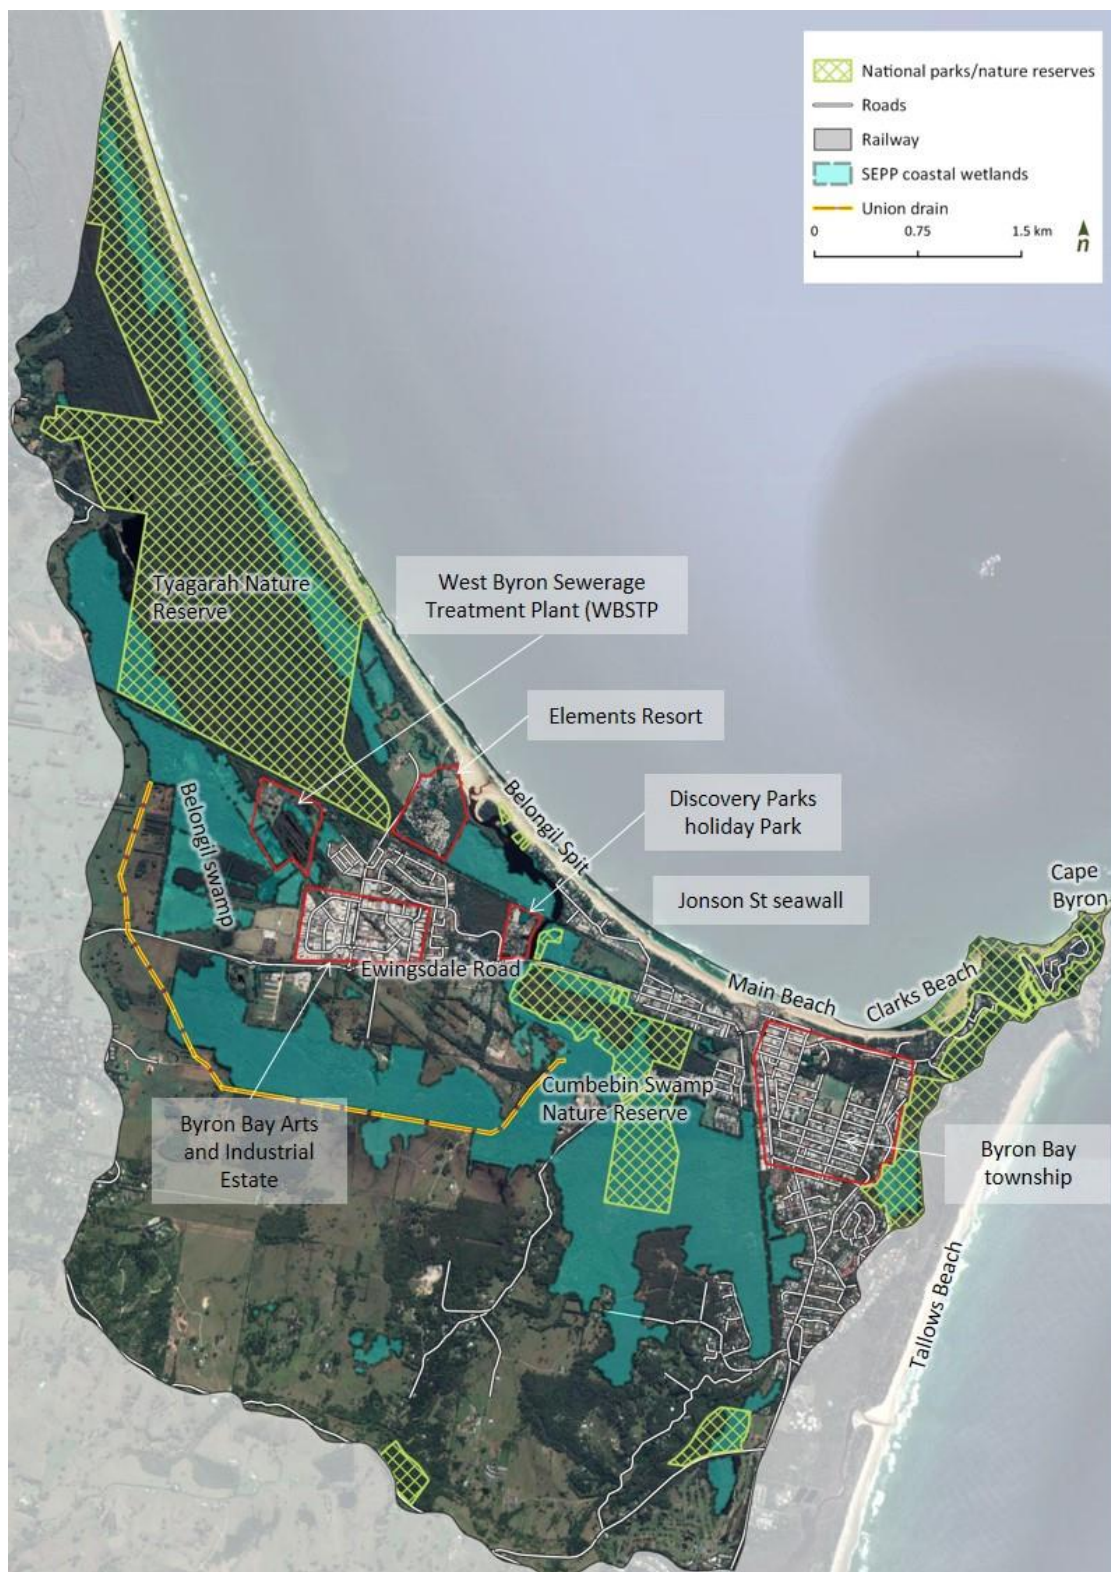 National parks/nature reserves
Roads
Railway
SEPP coastal wetlands
Union drain
0 0.75 1.5 km
n
Tyagarah Nature
Reserve
West Byron Sewerage
Treatment Plant (WBSTP
Elements Resort
Belongil Spit
Discovery Parks
holiday Park
Belongil swamp
Jonson St seawall
Cape
Byron
Ewingsdale Road
Main Beach
Clarks Beach
Cumbebin Swamp
Nature Reserve
Byron Bay Arts
and Industrial
Estate
Byron Bay
township
Tallows Beach